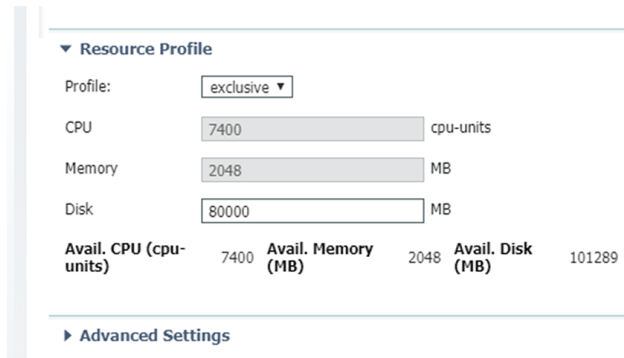 Resource Profile
Profile: exclusive
CPU 7400 cpu-units
Memory 2048 MB
Disk 80000 MB
Avail. CPU (cpu-units) 7400 Avail. Memory (MB) 2048 Avail. Disk (MB) 101289
Advanced Settings